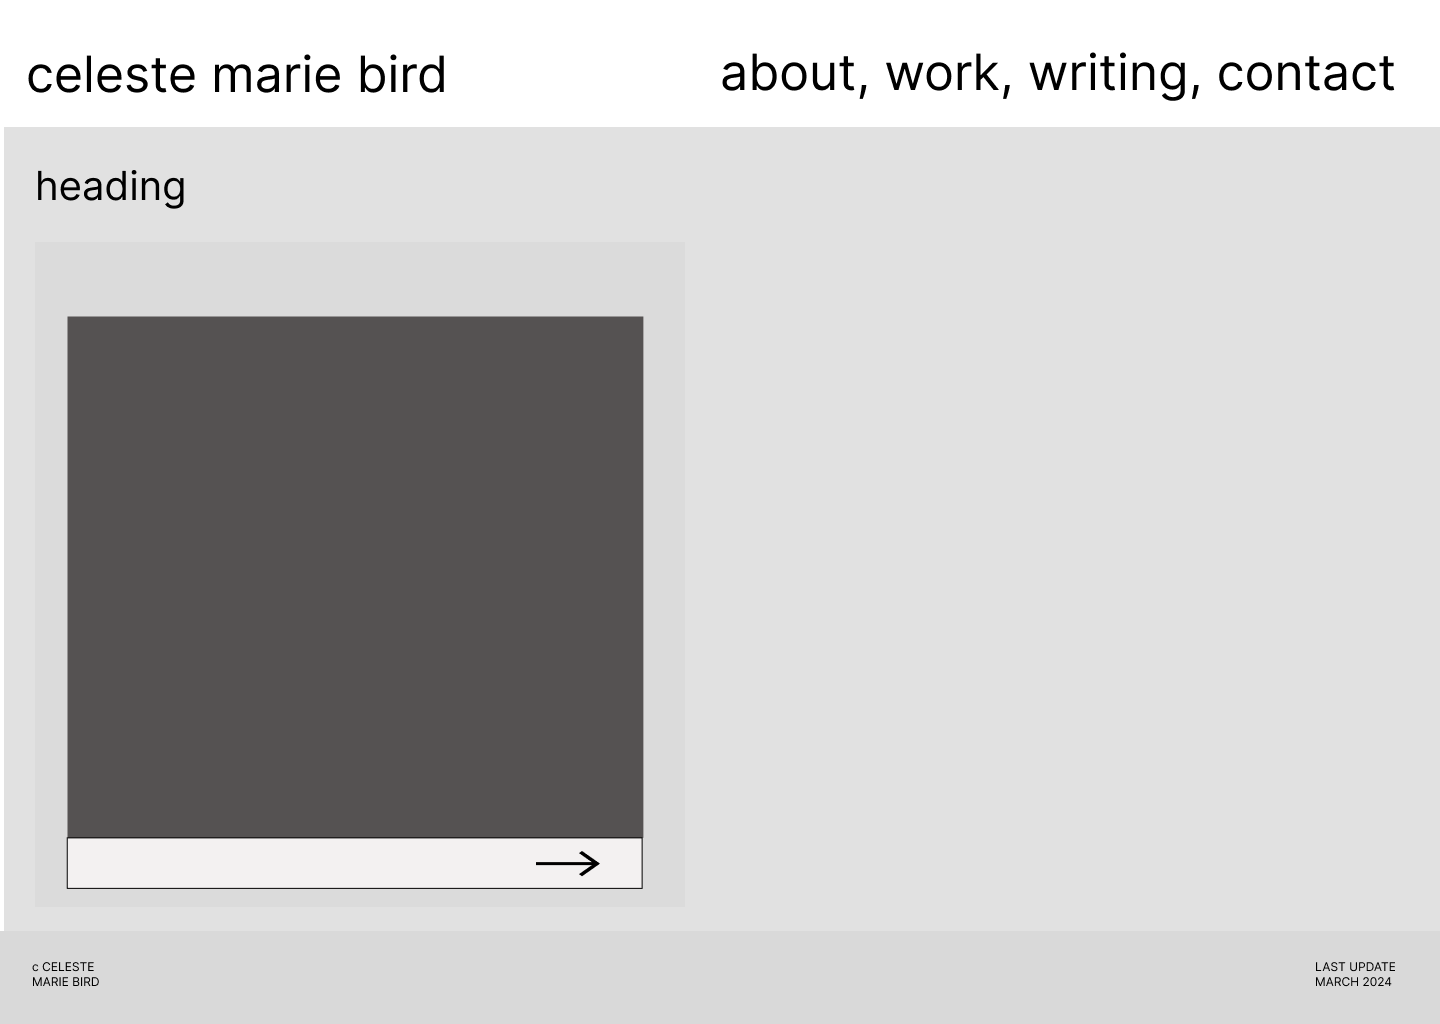 celeste marie bird
about, work, writing, contact
heading
c CELESTE
MARIE BIRD
LAST UPDATE
MARCH 2024